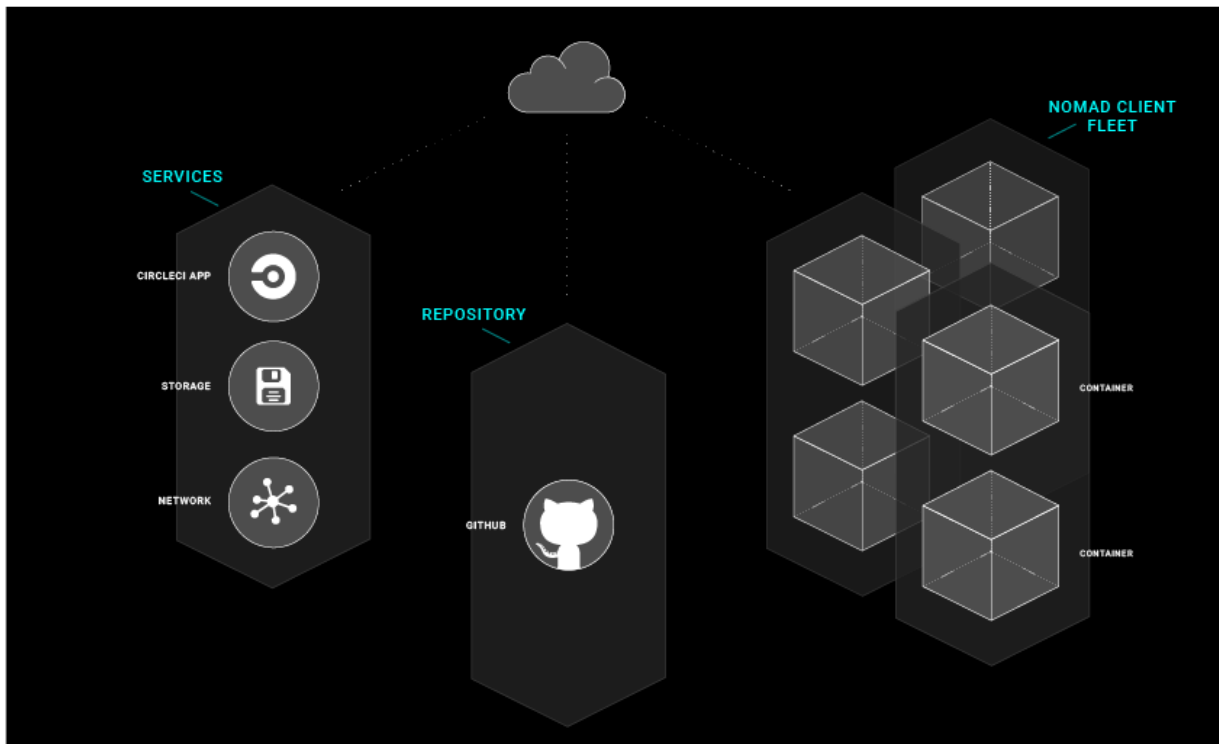 NOMAD CLIENT
FLEET
SERVICES
CIRCLECI APP
STORAGE
NETWORK
REPOSITORY
GITHUB
CONTAINER
CONTAINER